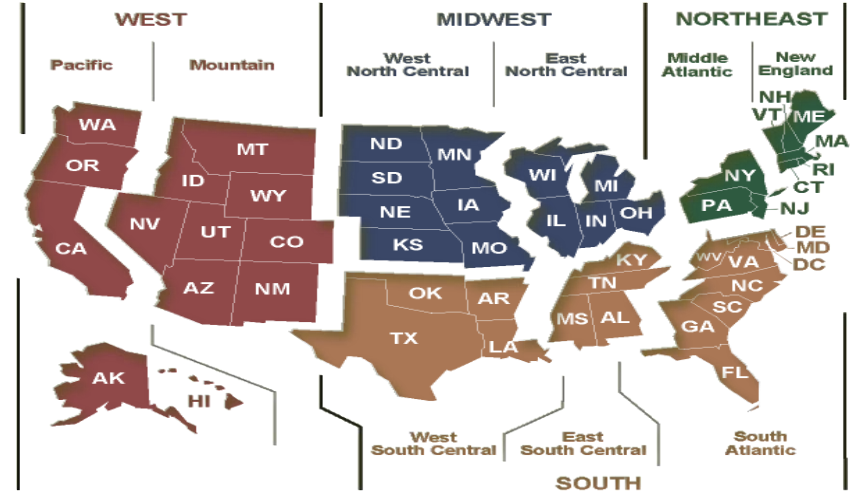 WEST
MIDWEST
NORTHEAST
Pacific
Mountain
West
North Central
East
North Central
Middle
Atlantic
New
England
WA
OR
CA
MT
ID
WY
NV
UT
CO
AZ
NM
AK
HI
ND
SD
NE
KS
MN
IA
MO
WI
MI
IL
IN
OH
NH
VT
ME
MA
RI
CT
NY
PA
NJ
DE
MD
DC
WV
VA
NC
SC
GA
FL
KY
TN
MS
AL
OK
AR
TX
LA
West
South Central
East
South Central
South
Atlantic
SOUTH